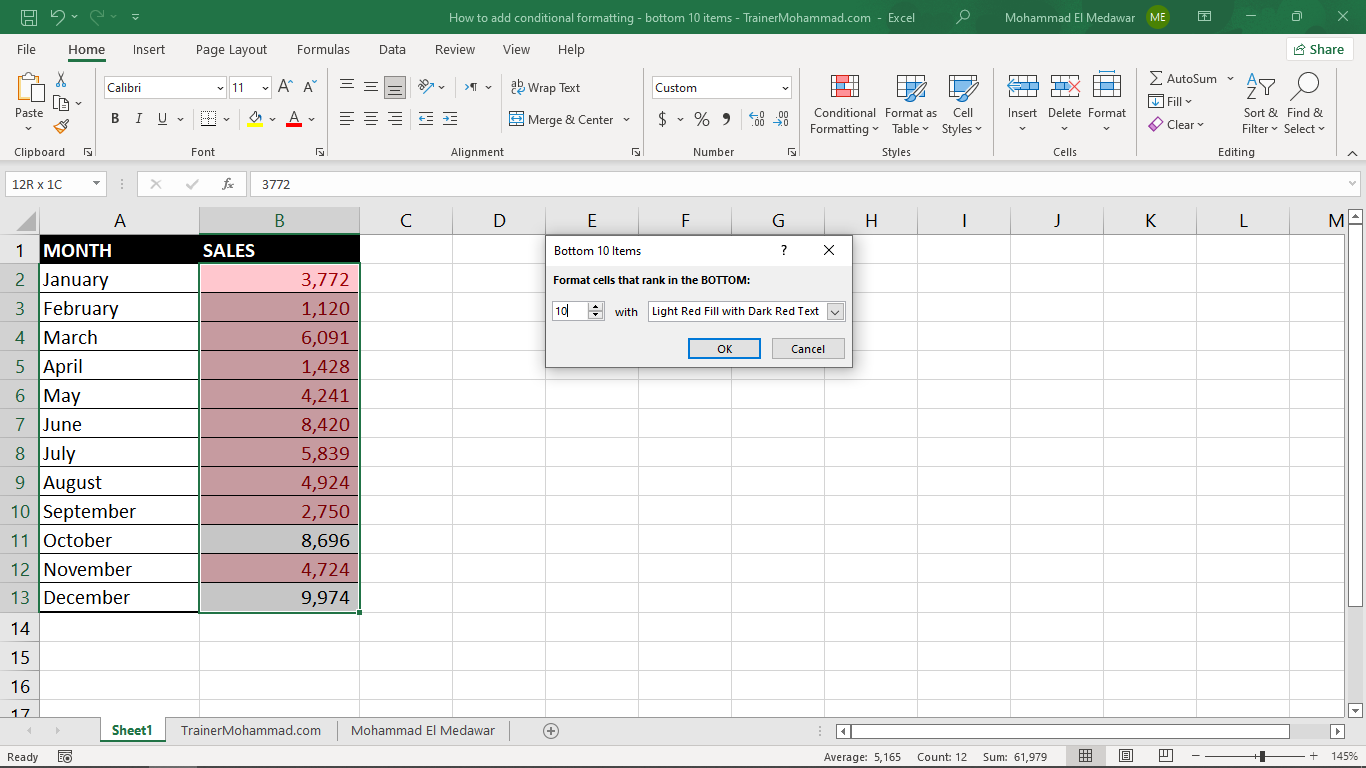 How to add conditional formatting - bottom 10 items - TrainerMohammad.com - Excel
Mohammad El Medawar ME
File Home Insert Page Layout Formulas Data Review View Help Share
Paste
Clipboard
Calibri 11
B I U A
Font
ab Wrap Text
Merge & Center
Alignment
Custom
$ % 9
Number
Conditional Formatting
Format as Table
Cell Styles
Styles
Insert Delete Format
Cells
AutoSum
Fill
Clear
Sort & Filter
Find & Select
Editing
12R x 1C fx 3772
A B C D E F G H I J K L M
1 MONTH SALES
2 January 3,772
3 February 1,120
4 March 6,091
5 April 1,428
6 May 4,241
7 June 8,420
8 July 5,839
9 August 4,924
10 September 2,750
11 October 8,696
12 November 4,724
13 December 9,974
14
15
16
17
Bottom 10 Items ?
Format cells that rank in the BOTTOM:
10 with Light Red Fill with Dark Red Text
OK Cancel
Sheet1 TrainerMohammad.com Mohammad El Medawar
Ready Average: 5,165 Count: 12 Sum: 61,979 145%